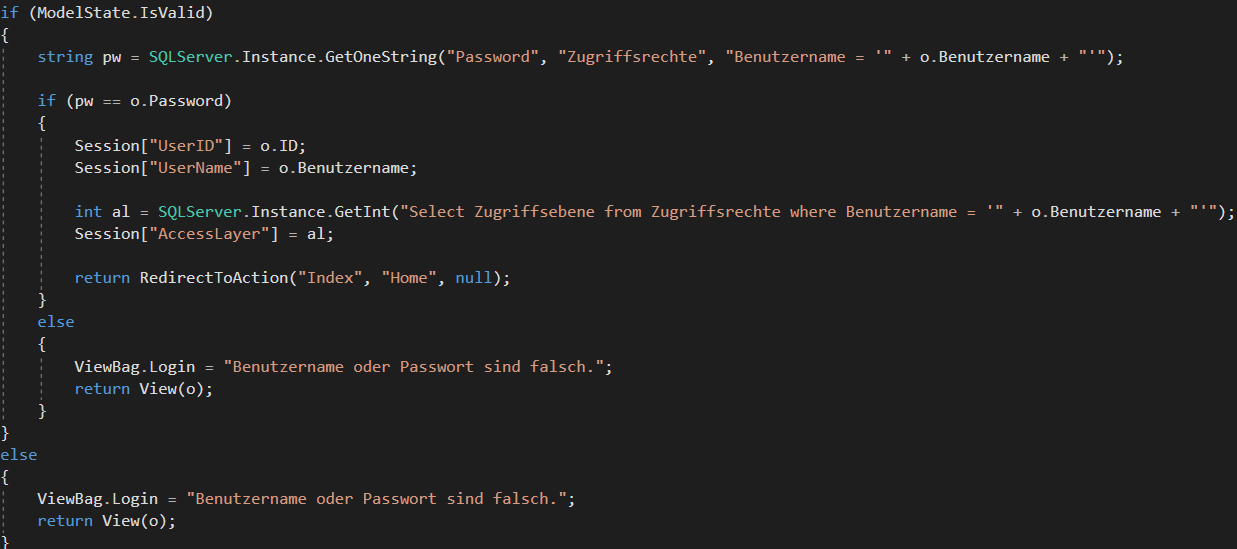 if (ModelState.IsValid)
{
string pw = SQLServer.Instance.GetOneString("Password", "Zugriffsrechte", "Benutzername = '" + o.Benutzername + "'");
if (pw == o.Password)
{
Session["UserID"] = o.ID;
Session["UserName"] = o.Benutzername;
int al = SQLServer.Instance.GetInt("Select Zugriffsebene from Zugriffsrechte where Benutzername = '" + o.Benutzername + "'");
Session["AccessLayer"] = al;
return RedirectToAction("Index", "Home", null);
}
else
{
ViewBag.Login = "Benutzername oder Passwort sind falsch.";
return View(o);
}
}
else
{
ViewBag.Login = "Benutzername oder Passwort sind falsch.";
return View(o);
}